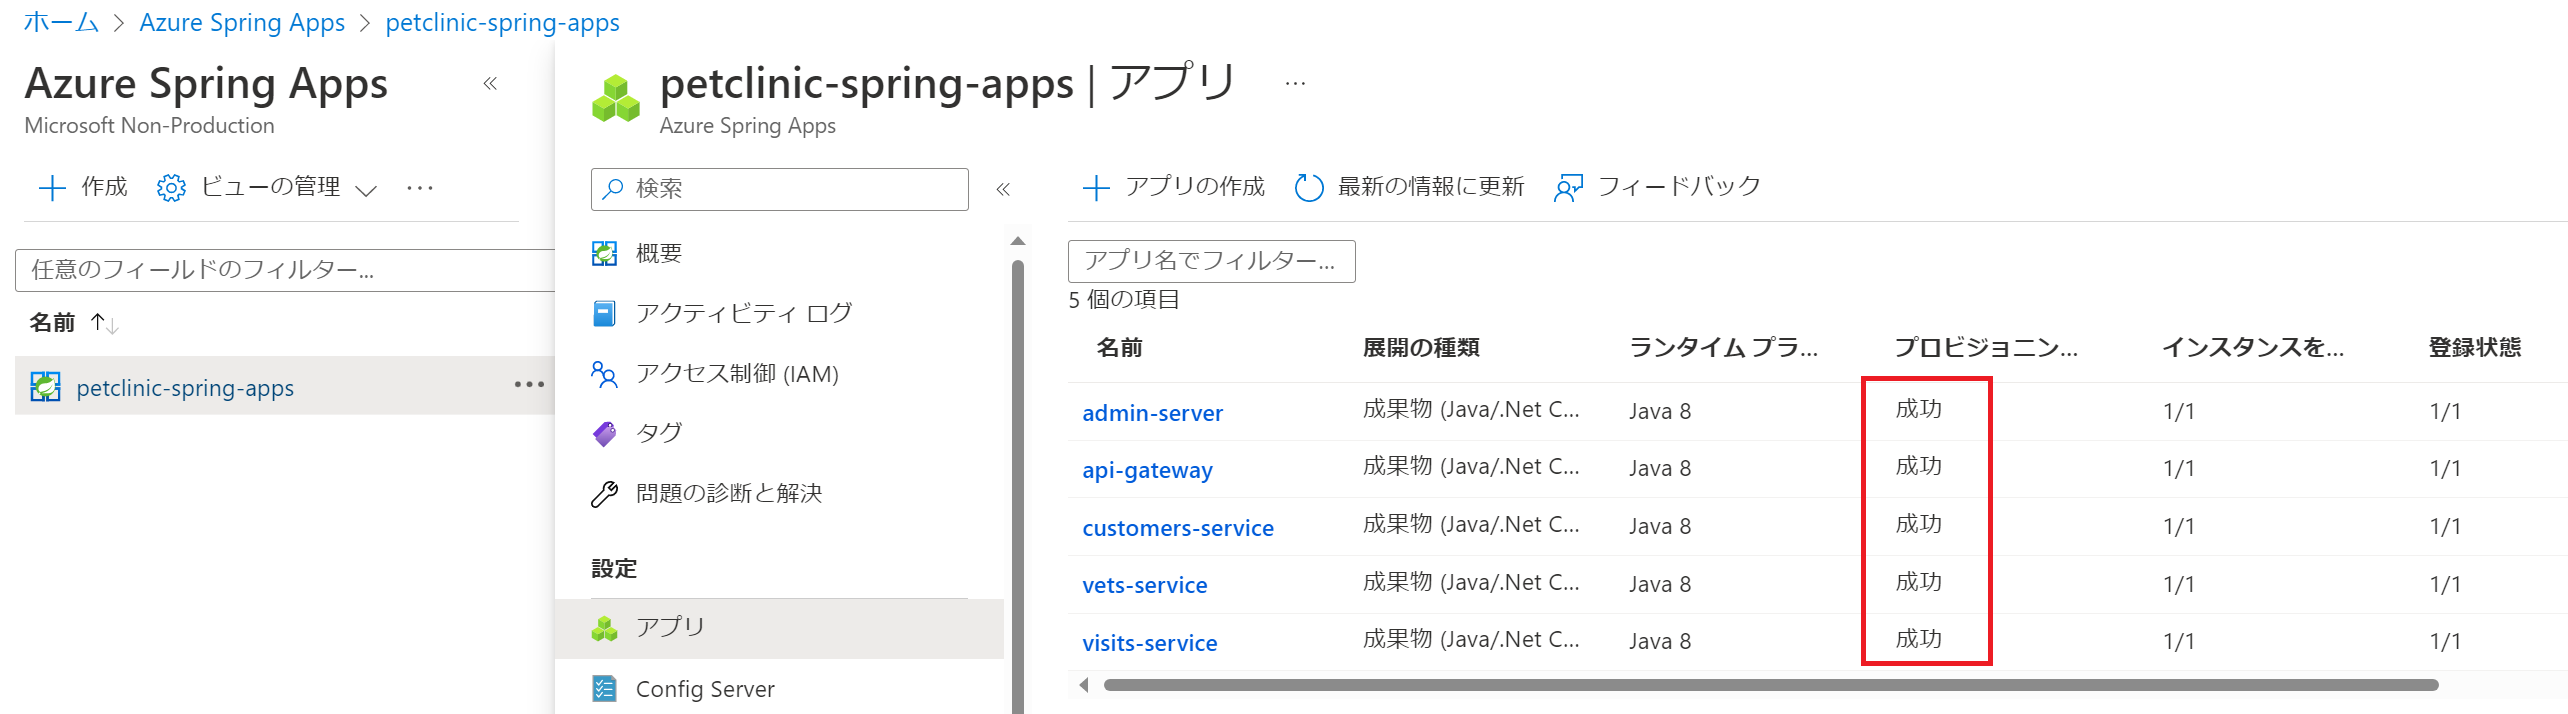 ホーム > Azure Spring Apps > petclinic-spring-apps
Azure Spring Apps «
Microsoft Non-Production
作成 ビューの管理 ...
任意のフィールドのフィルター...
名前 ↑↓
petclinic-spring-apps ...
petclinic-spring-apps | アプリ ...
Azure Spring Apps
検索 «
概要
アクティビティ ログ
アクセス制御 (IAM)
タグ
問題の診断と解決
設定
アプリ
Config Server
アプリの作成 最新の情報に更新 フィードバック
アプリ名でフィルター...
5 個の項目
名前 展開の種類 ランタイム プラ... プロビジョニン... インスタンスを... 登録状態
admin-server 成果物 (Java/.Net C... Java 8 成功 1/1 1/1
api-gateway 成果物 (Java/.Net C... Java 8 成功 1/1 1/1
customers-service 成果物 (Java/.Net C... Java 8 成功 1/1 1/1
vets-service 成果物 (Java/.Net C... Java 8 成功 1/1 1/1
visits-service 成果物 (Java/.Net C... Java 8 成功 1/1 1/1